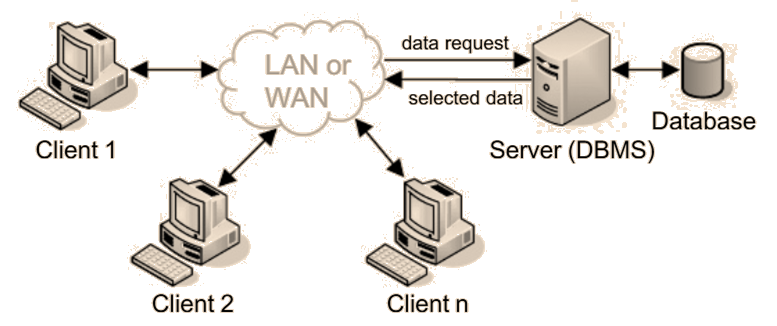 LAN or
WAN
data request
selected data
Client 1
Server (DBMS)
Database
Client 2
Client n